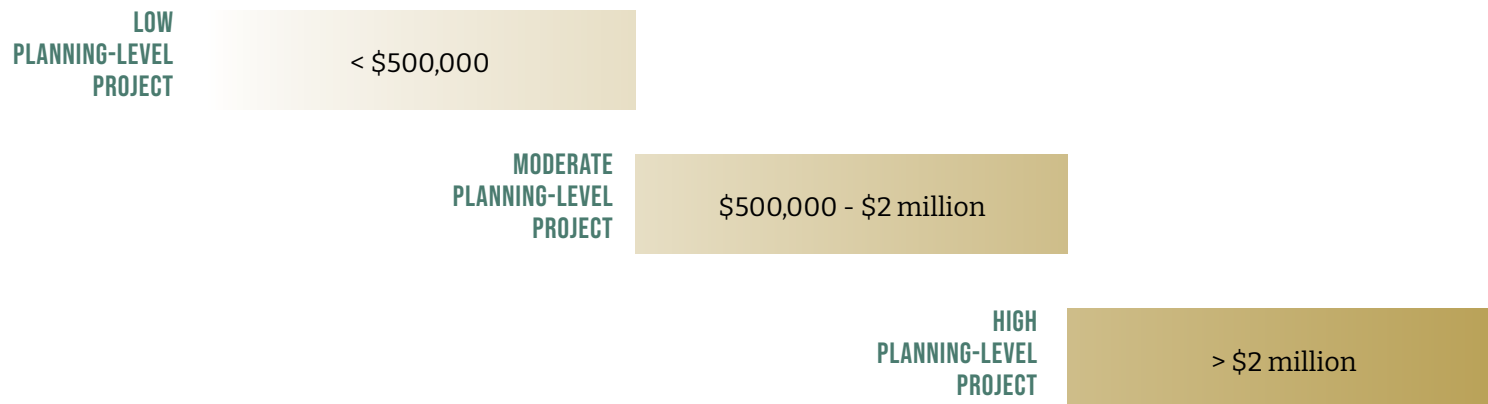 LOW
PLANNING-LEVEL
PROJECT
< $500,000
MODERATE
PLANNING-LEVEL
PROJECT
$500,000 - $2 million
HIGH
PLANNING-LEVEL
PROJECT
> $2 million